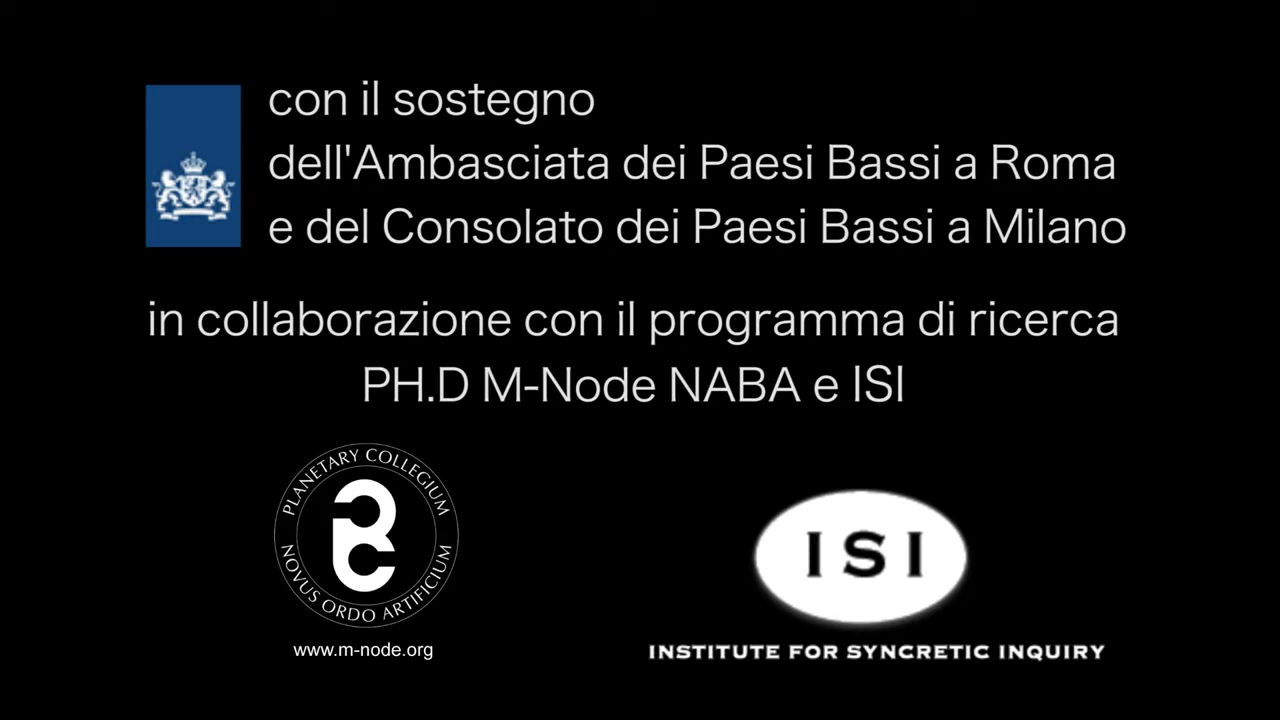 con il sostegno
dell'Ambasciata dei Paesi Bassi a Roma
e del Consolato dei Paesi Bassi a Milano
in collaborazione con il programma di ricerca
PH.D M-Node NABA e ISI
PLANETARY COLLEGIUM
NOVUS ORDO ARTIFICIUM
www.m-node.org
ISI
INSTITUTE FOR SYNCRETIC INQUIRY